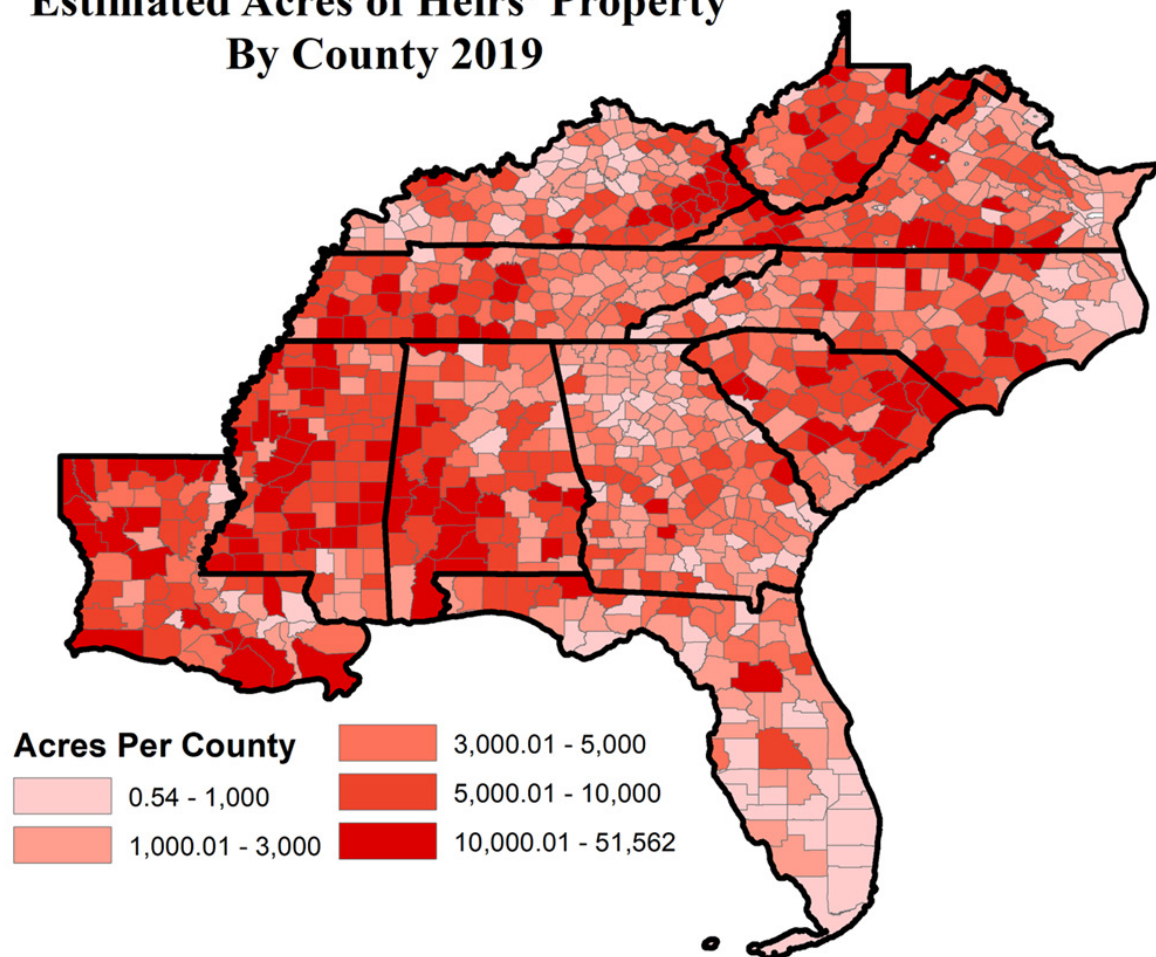 Estimated Acres of Heirs' Property
By County 2019
Acres Per County
0.54 - 1,000
1,000.01 - 3,000
3,000.01 - 5,000
5,000.01 - 10,000
10,000.01 - 51,562